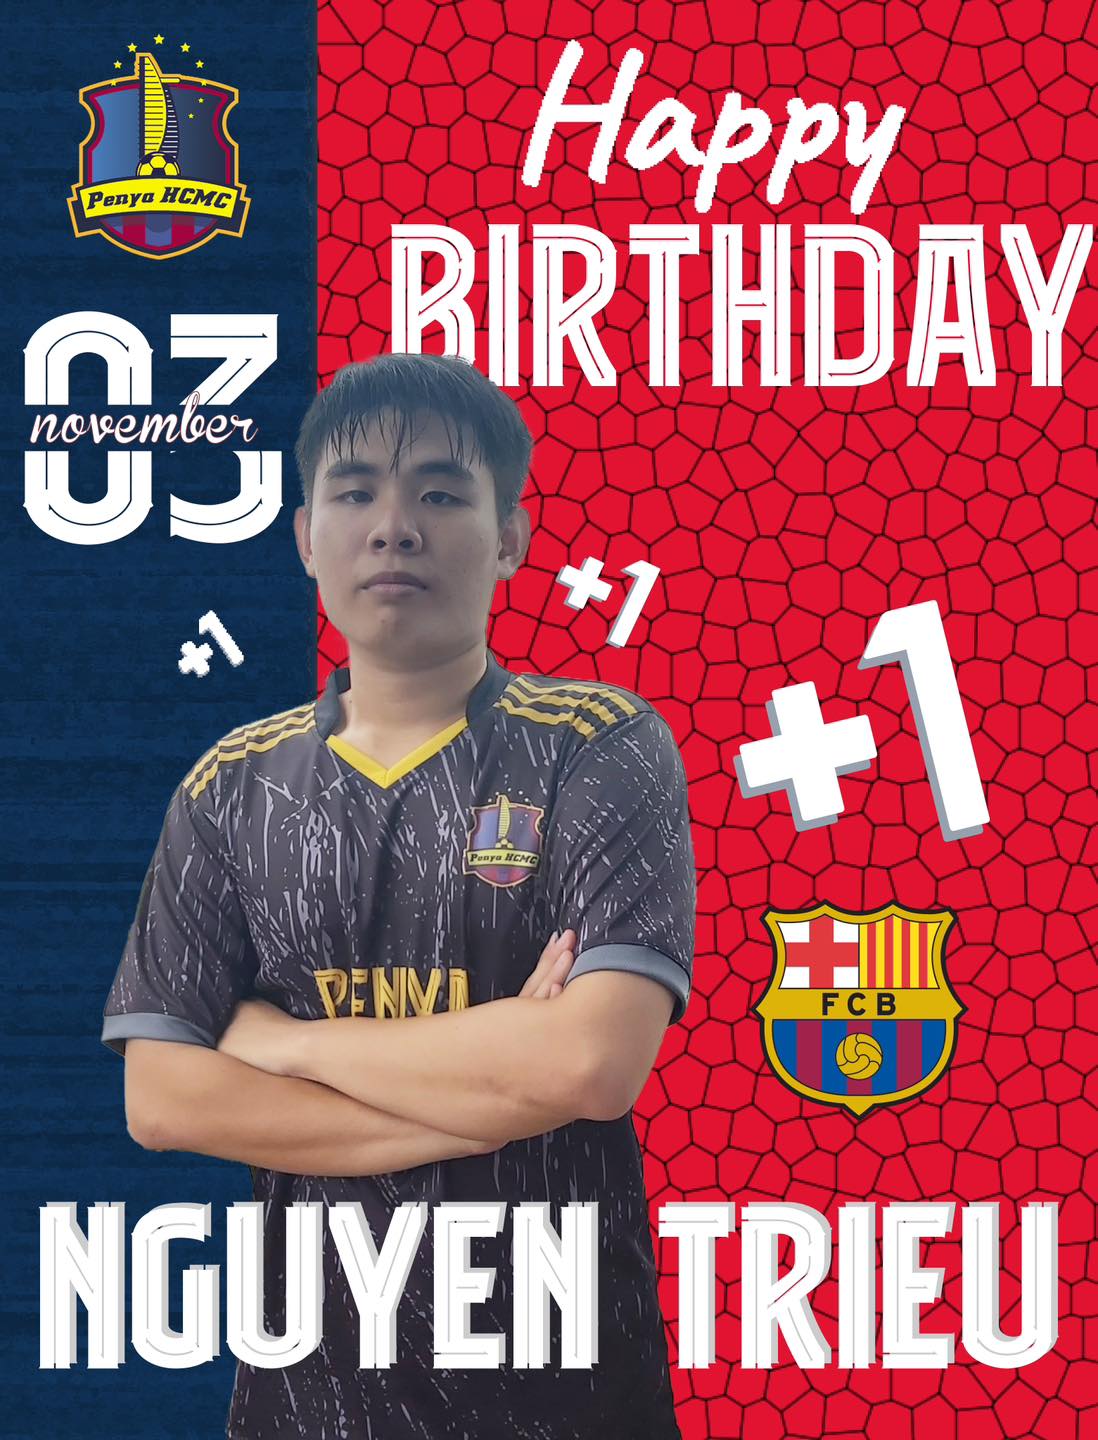 Penya HCMC
Happy
BIRTHDAY
03
november
+1
+1
+1
Penya HCMC
PENYA
FCB
NGUYEN TRIEU